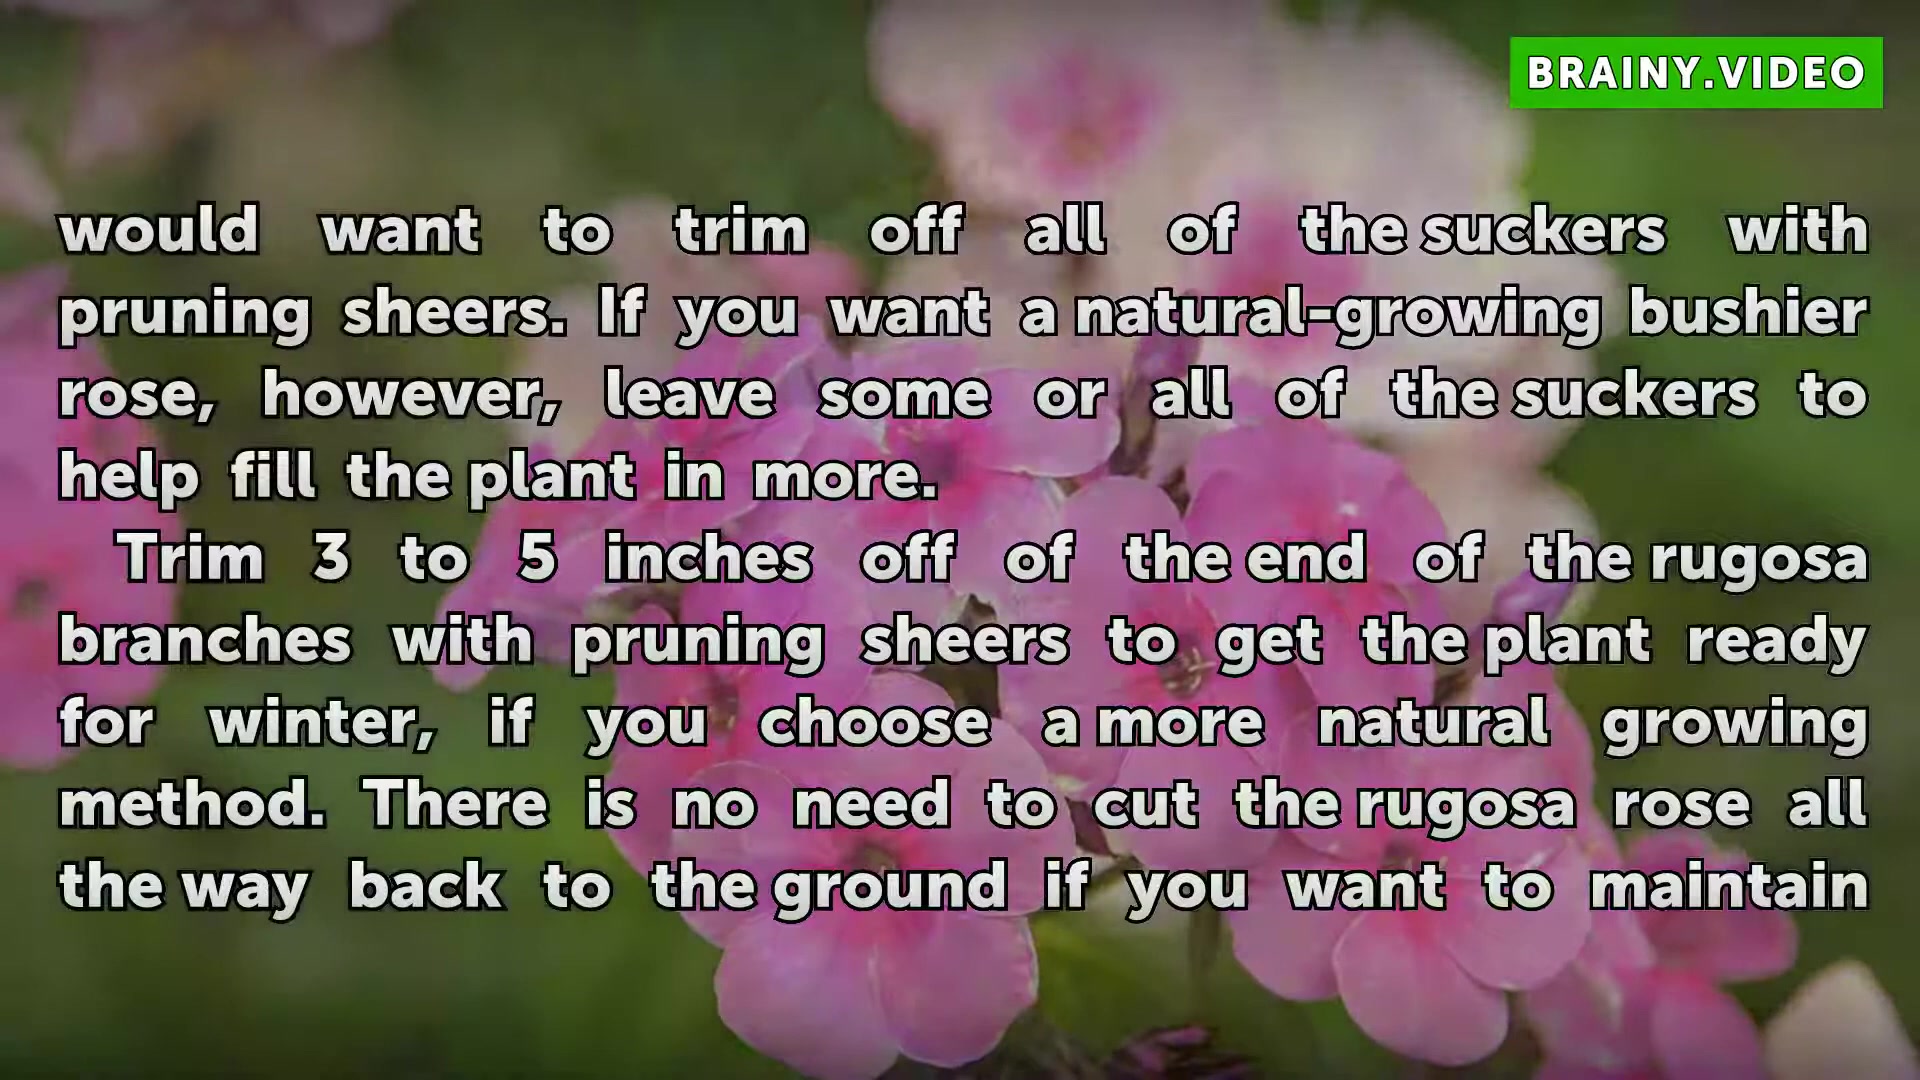 BRAINY.VIDEO
would want to trim off all of the suckers with
pruning sheers. If you want a natural-growing bushier
rose, however, leave some or all of the suckers to
help fill the plant in more.
Trim 3 to 5 inches off of the end of the rugosa
branches with pruning sheers to get the plant ready
for winter, if you choose a more natural growing
method. There is no need to cut the rugosa rose all
the way back to the ground if you want to maintain